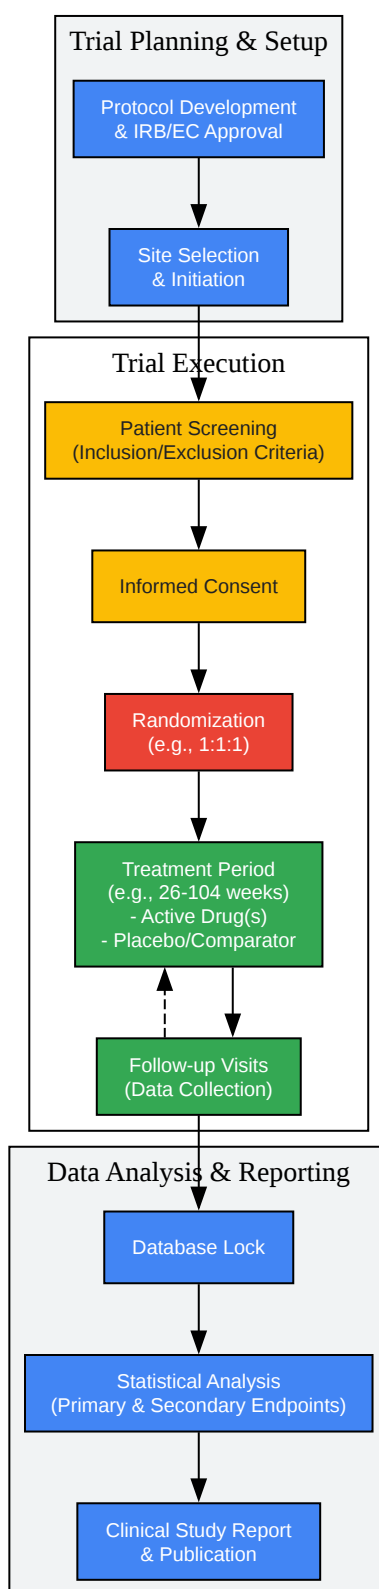 Trial Planning & Setup
Protocol Development
& IRB/EC Approval
Site Selection
& Initiation
Trial Execution
Patient Screening
(Inclusion/Exclusion Criteria)
Informed Consent
Randomization
(e.g., 1:1:1)
Treatment Period
(e.g., 26-104 weeks)
- Active Drug(s)
- Placebo/Comparator
Follow-up Visits
(Data Collection)
Data Analysis & Reporting
Database Lock
Statistical Analysis
(Primary & Secondary Endpoints)
Clinical Study Report
& Publication